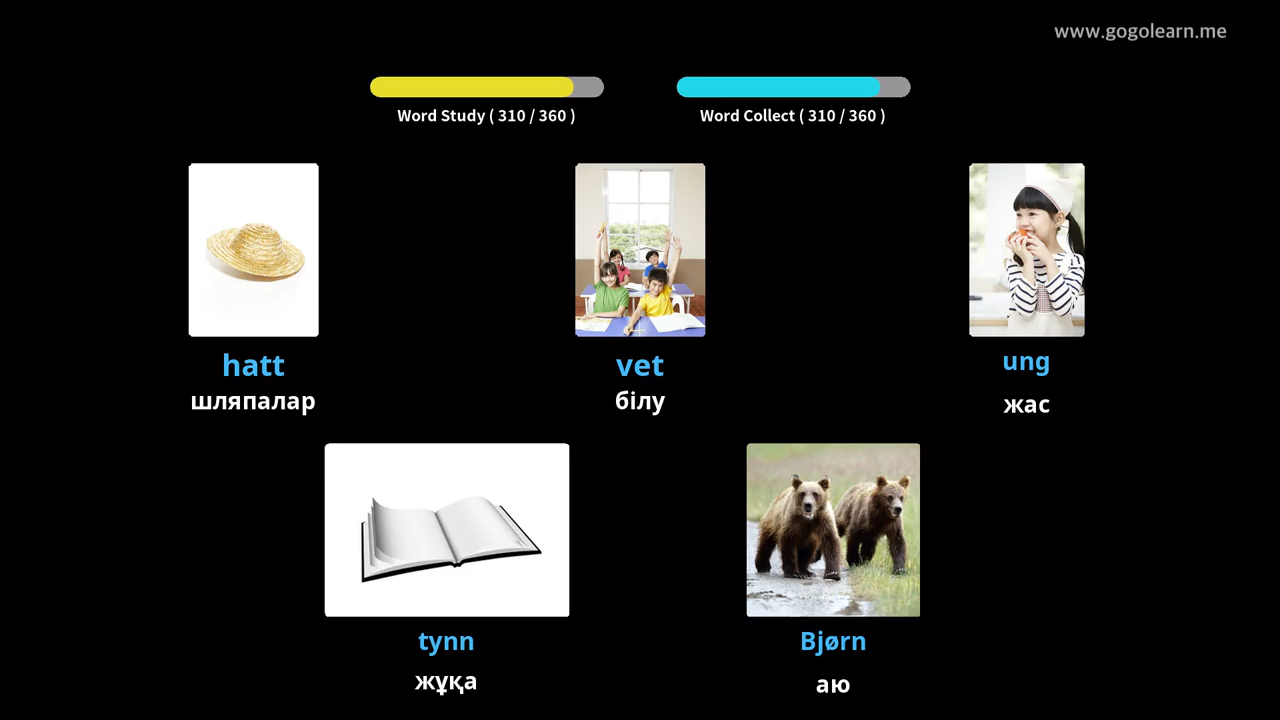 www.gogolearn.me
Word Study ( 310 / 360 )
Word Collect ( 310 / 360 )
hatt
шляпалар
vet
білу
ung
жас
tynn
жұқа
Bjørn
аю